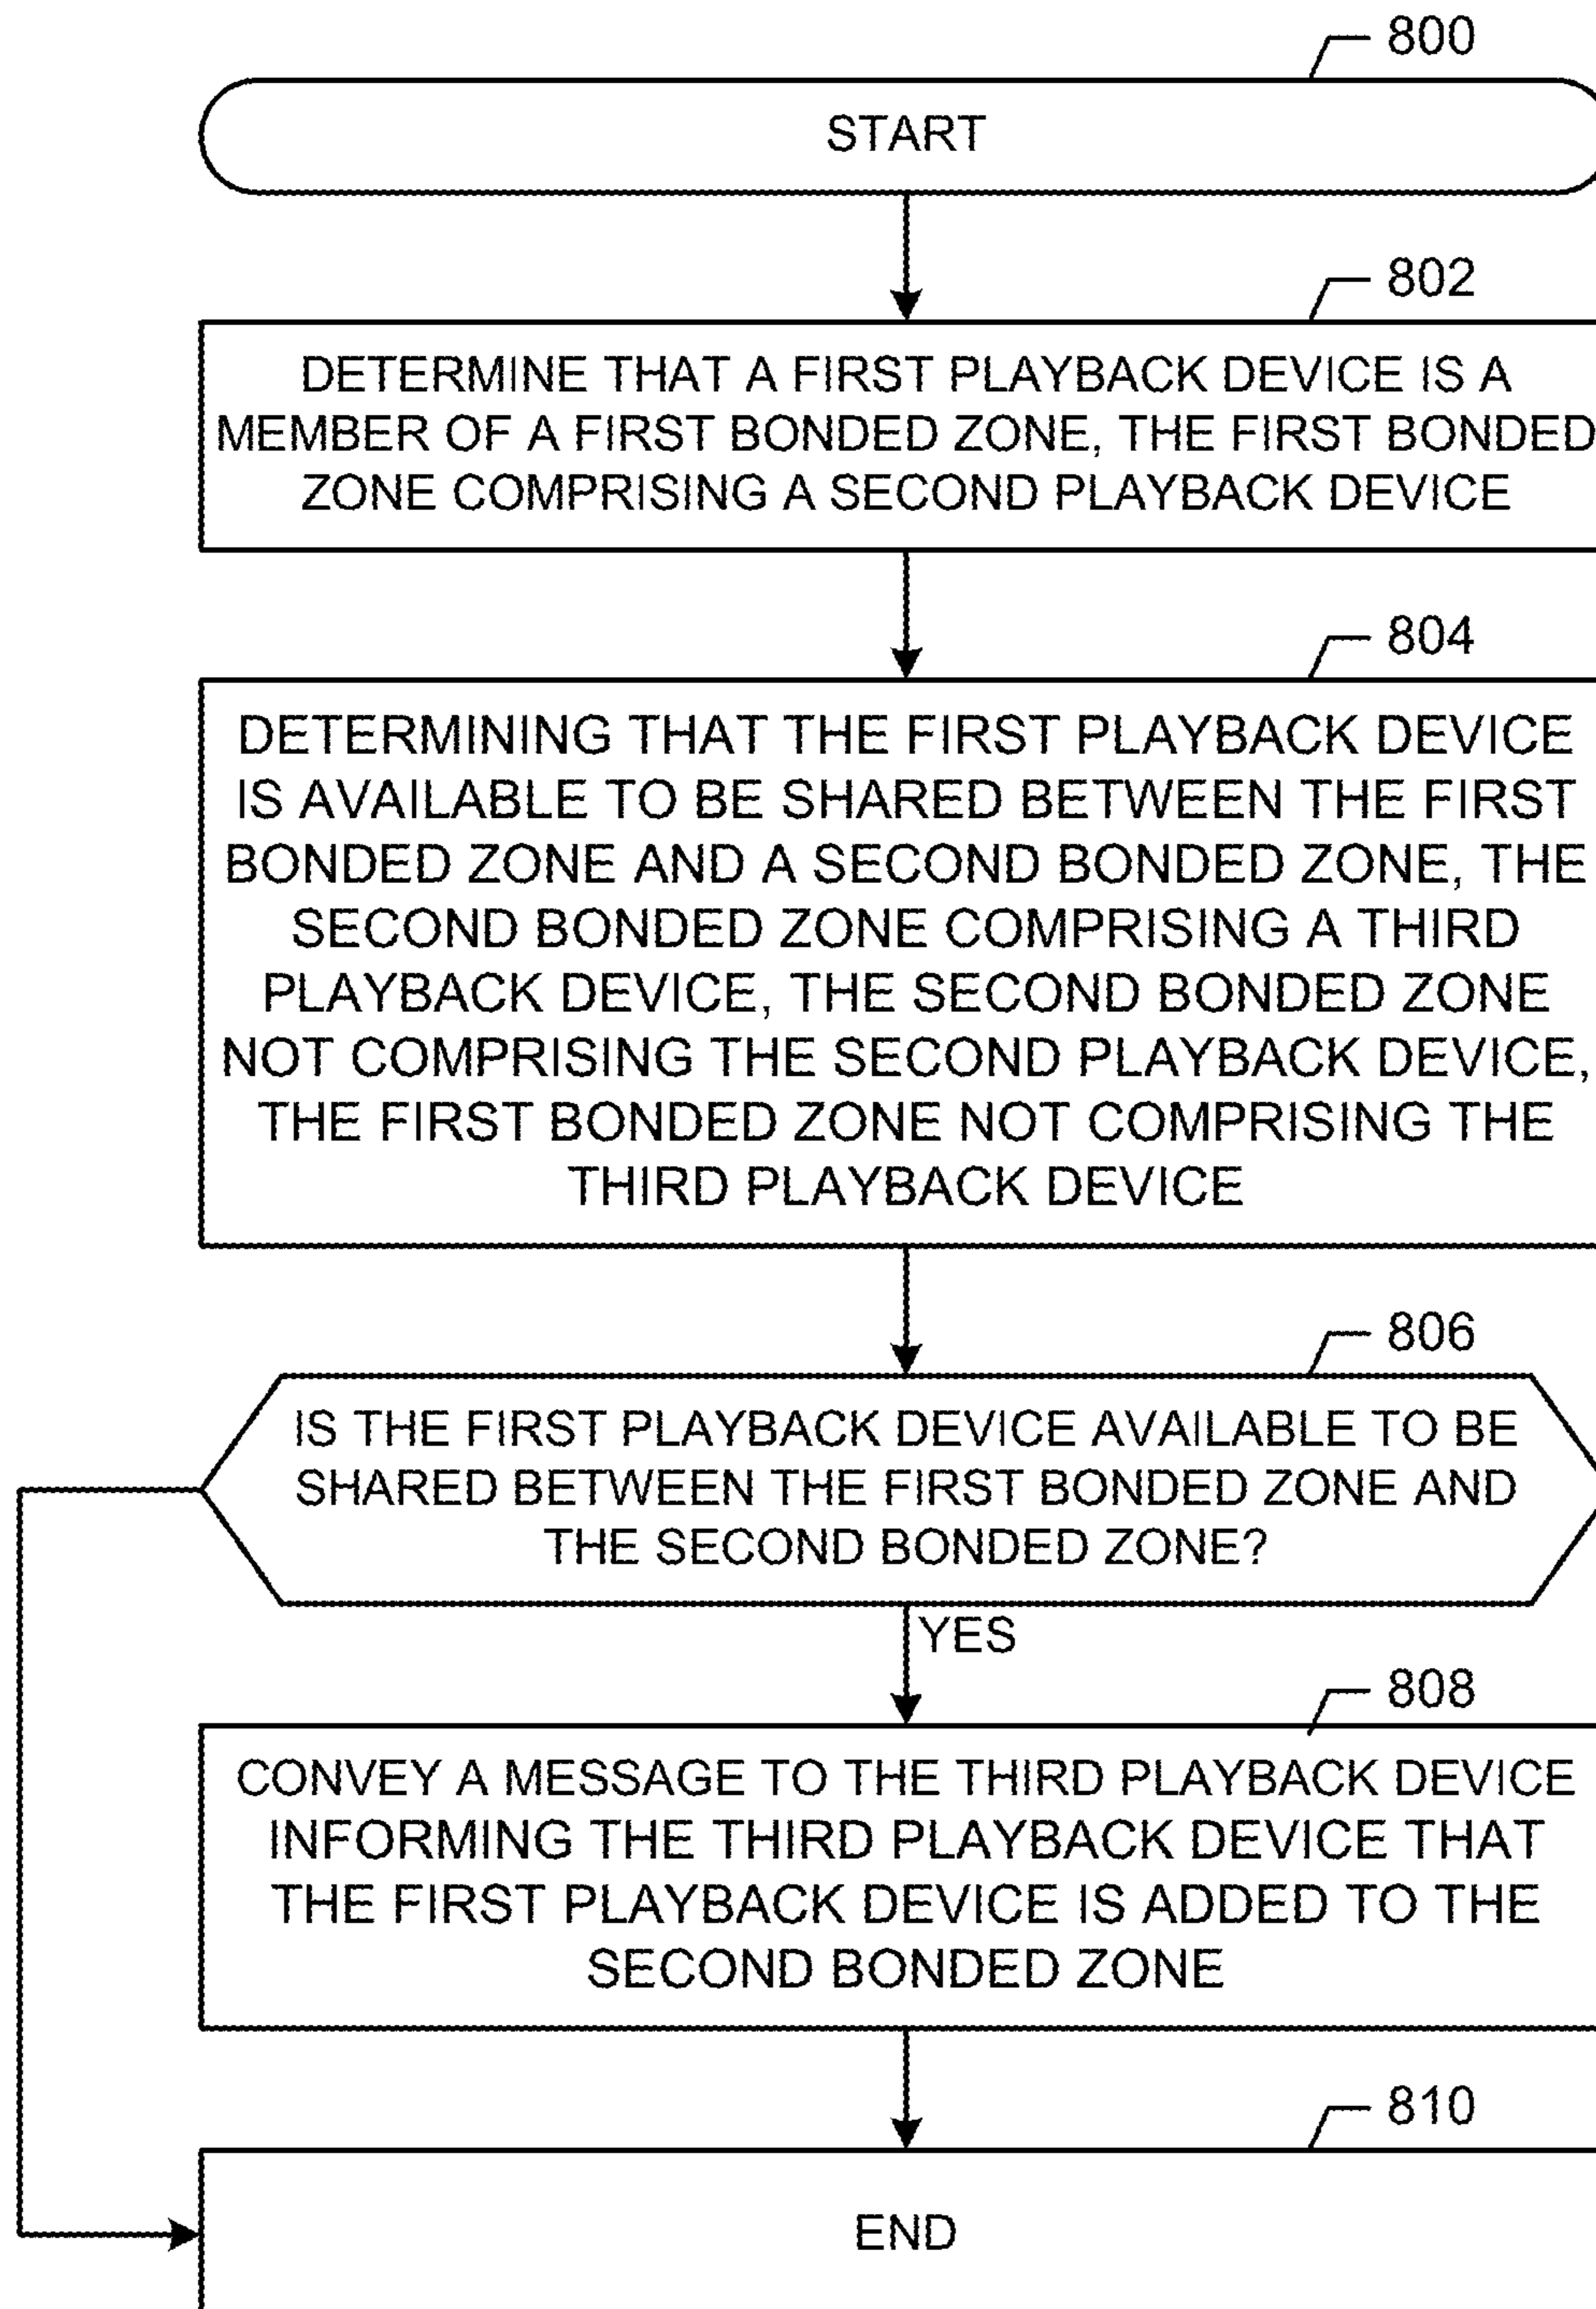 800
START
802
DETERMINE THAT A FIRST PLAYBACK DEVICE IS A
MEMBER OF A FIRST BONDED ZONE, THE FIRST BONDED
ZONE COMPRISING A SECOND PLAYBACK DEVICE
804
DETERMINING THAT THE FIRST PLAYBACK DEVICE
IS AVAILABLE TO BE SHARED BETWEEN THE FIRST
BONDED ZONE AND A SECOND BONDED ZONE, THE
SECOND BONDED ZONE COMPRISING A THIRD
PLAYBACK DEVICE, THE SECOND BONDED ZONE
NOT COMPRISING THE SECOND PLAYBACK DEVICE,
THE FIRST BONDED ZONE NOT COMPRISING THE
THIRD PLAYBACK DEVICE
806
IS THE FIRST PLAYBACK DEVICE AVAILABLE TO BE
SHARED BETWEEN THE FIRST BONDED ZONE AND
THE SECOND BONDED ZONE?
YES
808
CONVEY A MESSAGE TO THE THIRD PLAYBACK DEVICE
INFORMING THE THIRD PLAYBACK DEVICE THAT
THE FIRST PLAYBACK DEVICE IS ADDED TO THE
SECOND BONDED ZONE
810
END